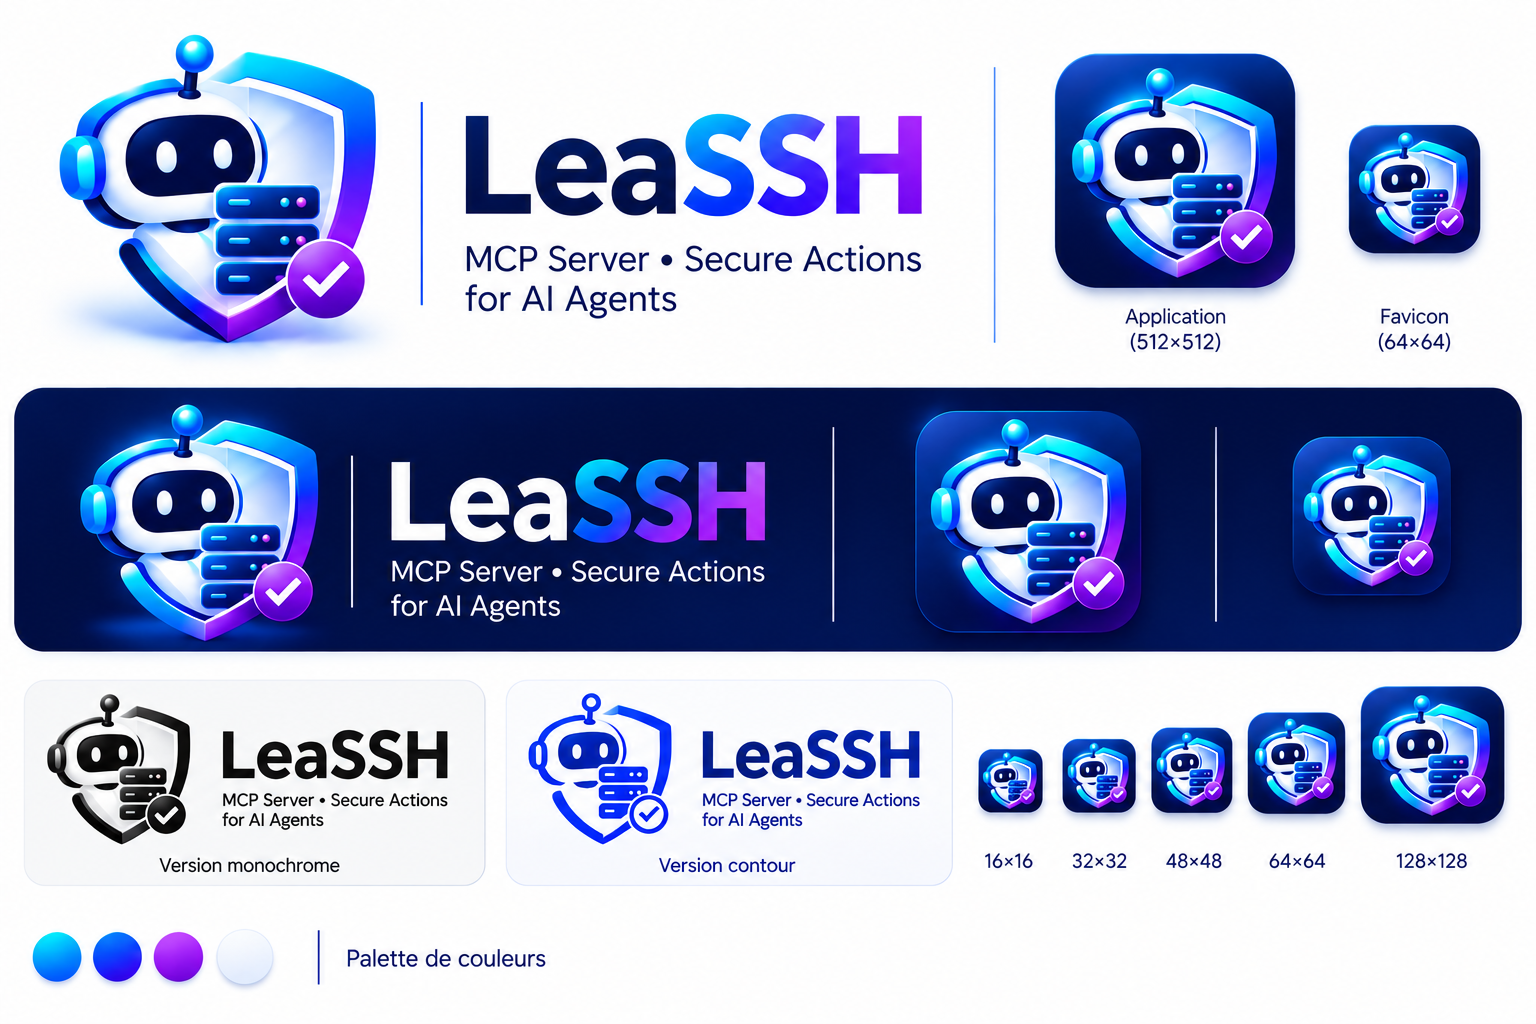 LeaSSH
MCP Server • Secure Actions
for AI Agents
Application
(512×512)
Favicon
(64×64)
LeaSSH
MCP Server • Secure Actions
for AI Agents
LeaSSH
MCP Server • Secure Actions
for AI Agents
Version monochrome
LeaSSH
MCP Server • Secure Actions
for AI Agents
Version contour
16×16
32×32
48×48
64×64
128×128
Palette de couleurs